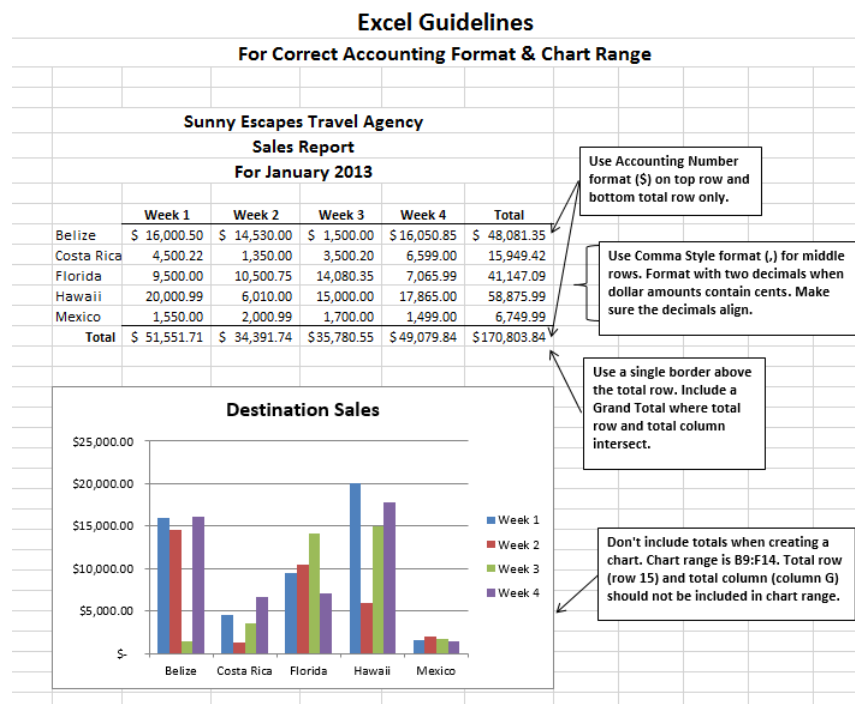 Excel Guidelines
For Correct Accounting Format & Chart Range
Sunny Escapes Travel Agency
Sales Report
For January 2013
Week 1 Week 2 Week 3 Week 4 Total
Belize $ 16,000.50 $ 14,530.00 $ 1,500.00 $16,050.85 $ 48,081.35
Costa Rica 4,500.22 1,350.00 3,500.20 6,599.00 15,949.42
Florida 9,500.00 10,500.75 14,080.35 7,065.99 41,147.09
Hawaii 20,000.99 6,010.00 15,000.00 17,865.00 58,875.99
Mexico 1,550.00 2,000.99 1,700.00 1,499.00 6,749.99
Total $ 51,551.71 $ 34,391.74 $35,780.55 $49,079.84 $170,803.84
Use Accounting Number
format ($) on top row and
bottom total row only.
Use Comma Style format (,) for middle
rows. Format with two decimals when
dollar amounts contain cents. Make
sure the decimals align.
Use a single border above
the total row. Include a
Grand Total where total
row and total column
intersect.
Destination Sales
$25,000.00
$20,000.00
$15,000.00
$10,000.00
$5,000.00
$-
Belize Costa Rica Florida Hawaii Mexico
Week 1
Week 2
Week 3
Week 4
Don't include totals when creating a
chart. Chart range is B9:F14. Total row
(row 15) and total column (column G)
should not be included in chart range.